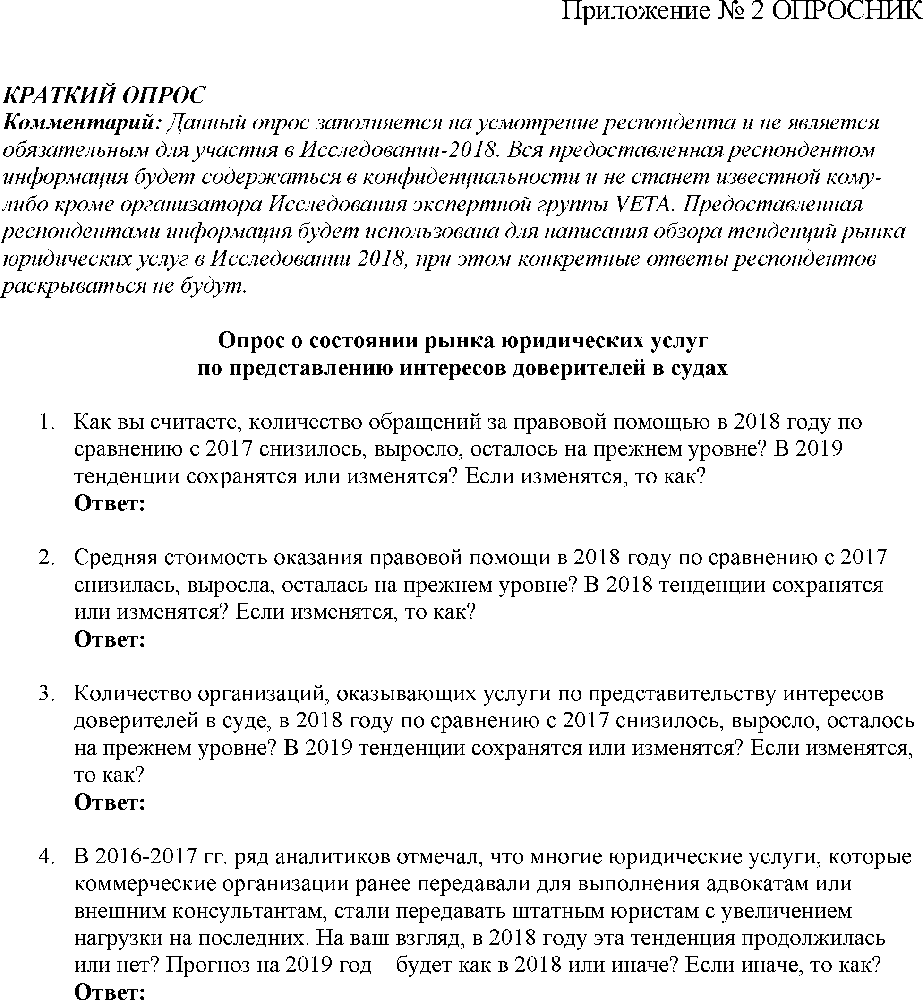 Приложение № 2 ОПРОСНИК
КРАТКИЙ ОПРОС
Комментарий: Данный опрос заполняется на усмотрение респондента и не является
обязательным для участия в Исследовании-2018. Вся предоставленная респондентом
информация будет содержаться в конфиденциальности и не станет известной кому-
либо кроме организатора Исследования экспертной группы VETA. Предоставленная
респондентами информация будет использована для написания обзора тенденций рынка
юридических услуг в Исследовании 2018, при этом конкретные ответы респондентов
раскрываться не будут.
Опрос о состоянии рынка юридических услуг
по представлению интересов доверителей в судах
1. Как вы считаете, количество обращений за правовой помощью в 2018 году по
сравнению с 2017 снизилось, выросло, осталось на прежнем уровне? В 2019
тенденции сохранятся или изменятся? Если изменятся, то как?
Ответ:
2. Средняя стоимость оказания правовой помощи в 2018 году по сравнению с 2017
снизилась, выросла, осталась на прежнем уровне? В 2018 тенденции сохранятся
или изменятся? Если изменятся, то как?
Ответ:
3. Количество организаций, оказывающих услуги по представительству интересов
доверителей в суде, в 2018 году по сравнению с 2017 снизилось, выросло, осталось
на прежнем уровне? В 2019 тенденции сохранятся или изменятся? Если изменятся,
то как?
Ответ:
4. В 2016-2017 гг. ряд аналитиков отмечал, что многие юридические услуги, которые
коммерческие организации ранее передавали для выполнения адвокатам или
внешним консультантам, стали передавать штатным юристам с увеличением
нагрузки на последних. На ваш взгляд, в 2018 году эта тенденция продолжилась
или нет? Прогноз на 2019 год – будет как в 2018 или иначе? Если иначе, то как?
Ответ: